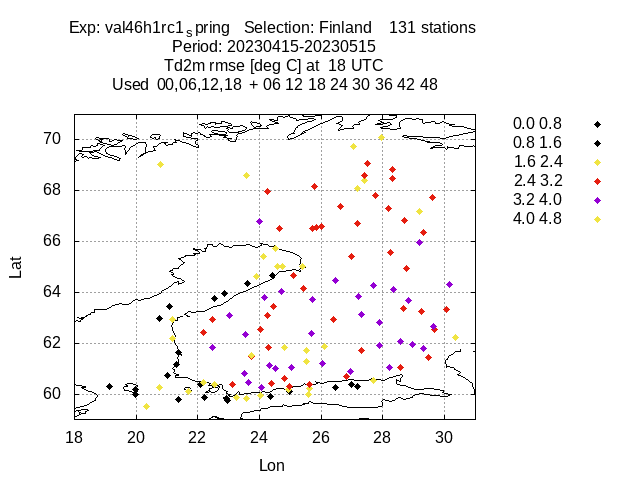 Exp: val46h1rc1spring Selection: Finland 131 stations
Period: 20230415-20230515
Td2m rmse [deg C] at 18 UTC
Used 00,06,12,18 + 06 12 18 24 30 36 42 48
0.0 0.8
0.8 1.6
1.6 2.4
2.4 3.2
3.2 4.0
4.0 4.8
70
68
66
64
62
60
Lat
18 20 22 24 26 28 30
Lon